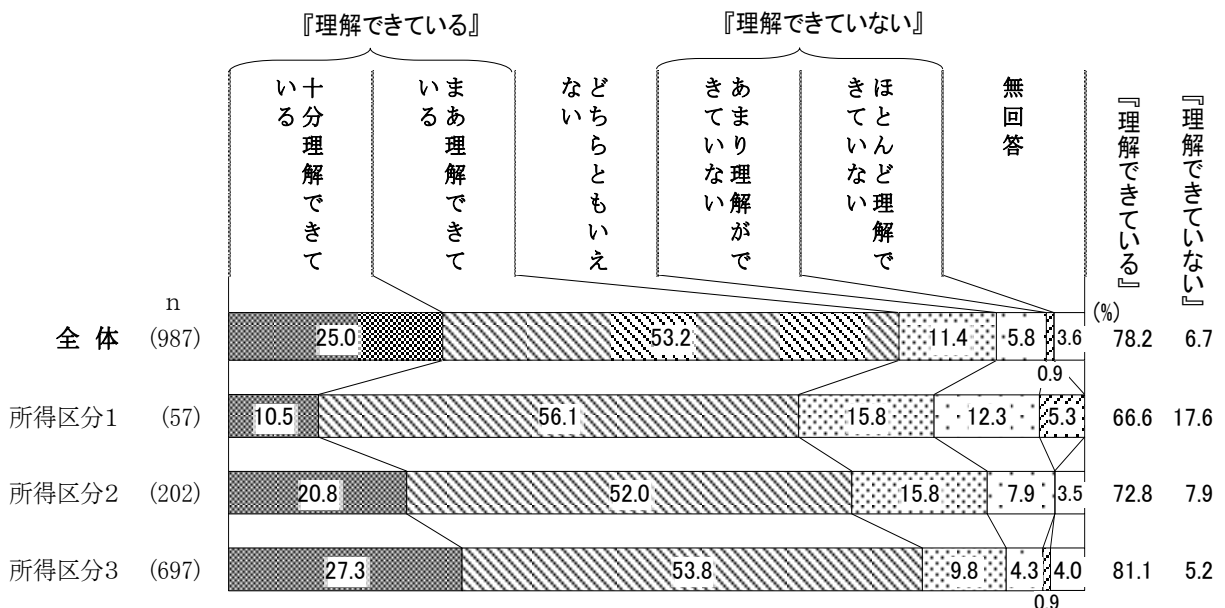 『理解できている』 『理解できていない』
十分理解できている
まあ理解できている
どちらともいえない
あまり理解ができていない
ほとんど理解できていない
無回答
『理解できている』
『理解できていない』
n
(%)
全体 (987) 25.0 53.2 11.4 5.8 0.9 3.6 78.2 6.7
所得区分1 (57) 10.5 56.1 15.8 12.3 5.3 66.6 17.6
所得区分2 (202) 20.8 52.0 15.8 7.9 3.5 72.8 7.9
所得区分3 (697) 27.3 53.8 9.8 4.3 0.9 4.0 81.1 5.2